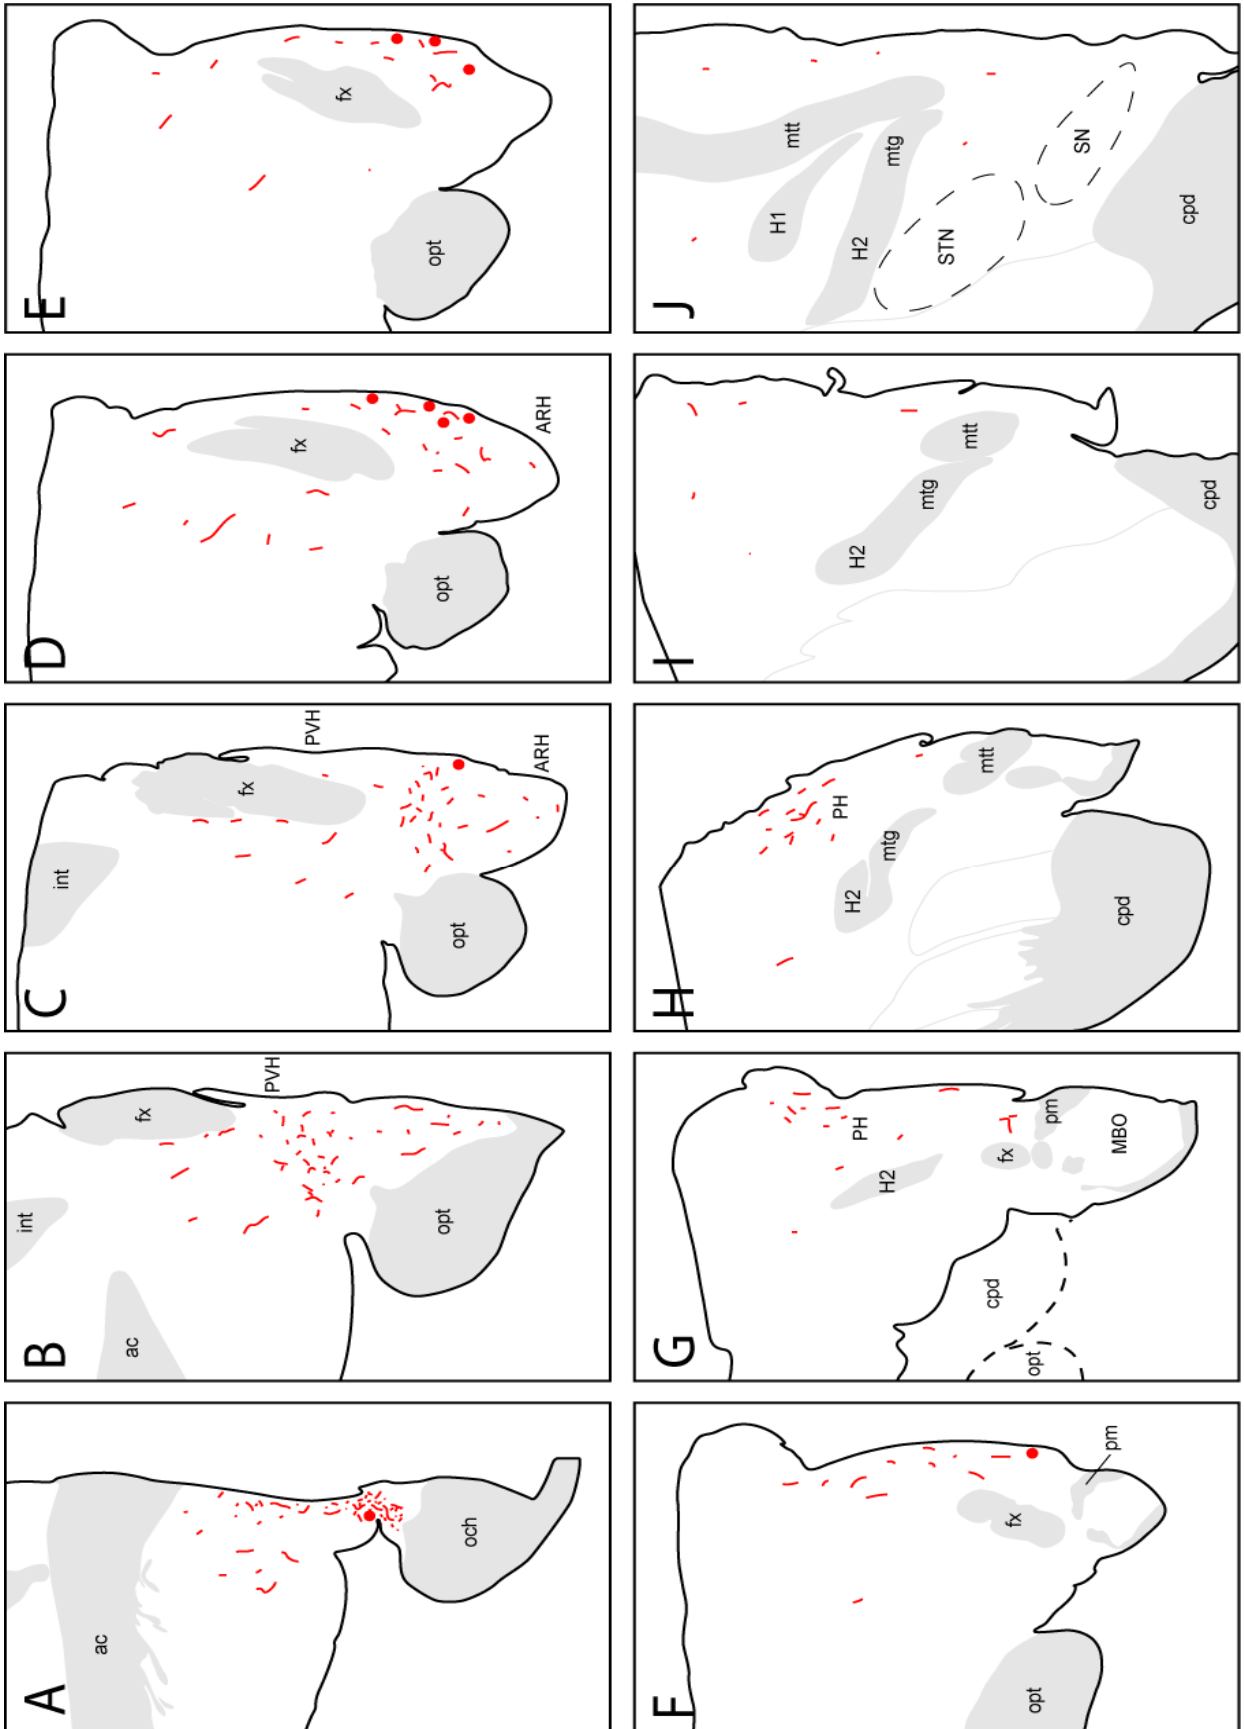 A
ac
och
B
ac
int
fx
PVH
opt
C
int
fx
PVH
opt
ARH
D
fx
opt
ARH
E
fx
opt
F
fx
pm
opt
G
PH
H2
fx
pm
cpd
MBO
opt
H
PH
H2
mtg
mtt
cpd
I
H2
mtg
mtt
cpd
J
mtt
H1
mtg
H2
STN
SN
cpd